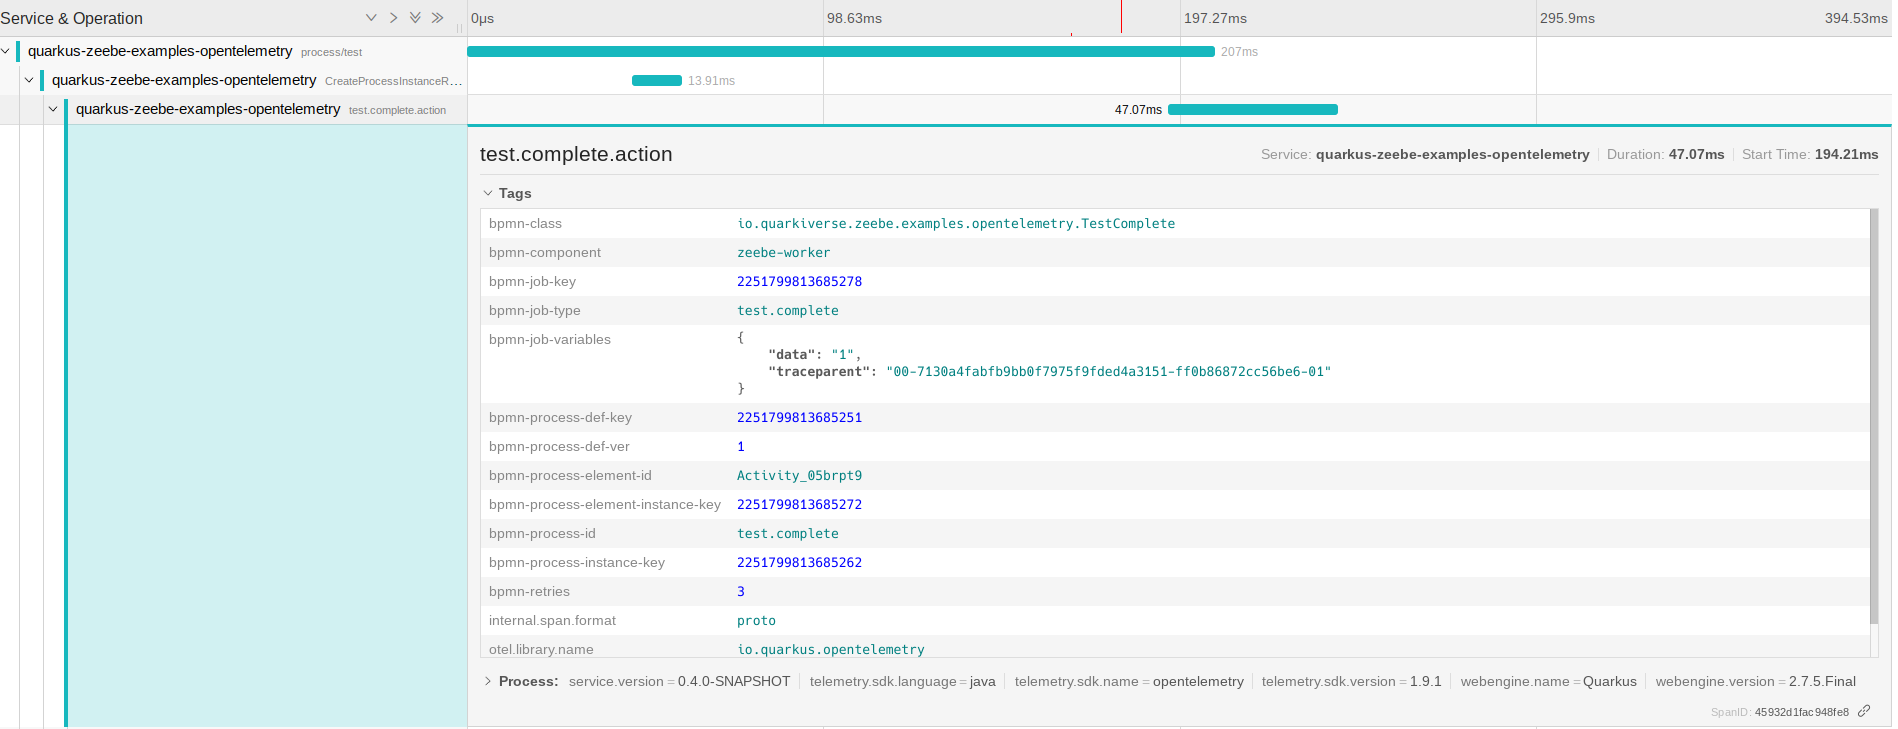 Service & Operation 0μs 98.63ms 197.27ms 295.9ms 394.53ms
quarkus-zeebe-examples-opentelemetry process/test 207ms
quarkus-zeebe-examples-opentelemetry CreateProcessInstanceR... 13.91ms
quarkus-zeebe-examples-opentelemetry test.complete.action 47.07ms
test.complete.action Service: quarkus-zeebe-examples-opentelemetry Duration: 47.07ms Start Time: 194.21ms
Tags
bpmn-class io.quarkiverse.zeebe.examples.opentelemetry.TestComplete
bpmn-component zeebe-worker
bpmn-job-key 2251799813685278
bpmn-job-type test.complete
bpmn-job-variables {
"data": "1",
"traceparent": "00-7130a4fabfb9bb0f7975f9fded4a3151-ff0b86872cc56be6-01"
}
bpmn-process-def-key 2251799813685251
bpmn-process-def-ver 1
bpmn-process-element-id Activity_05brpt9
bpmn-process-element-instance-key 2251799813685272
bpmn-process-id test.complete
bpmn-process-instance-key 2251799813685262
bpmn-retries 3
internal.span.format proto
otel.library.name io.quarkus.opentelemetry
Process: service.version = 0.4.0-SNAPSHOT telemetry.sdk.language = java telemetry.sdk.name = opentelemetry telemetry.sdk.version = 1.9.1 webengine.name = Quarkus webengine.version = 2.7.5.Final
SpanID: 45932d1fac948fe8